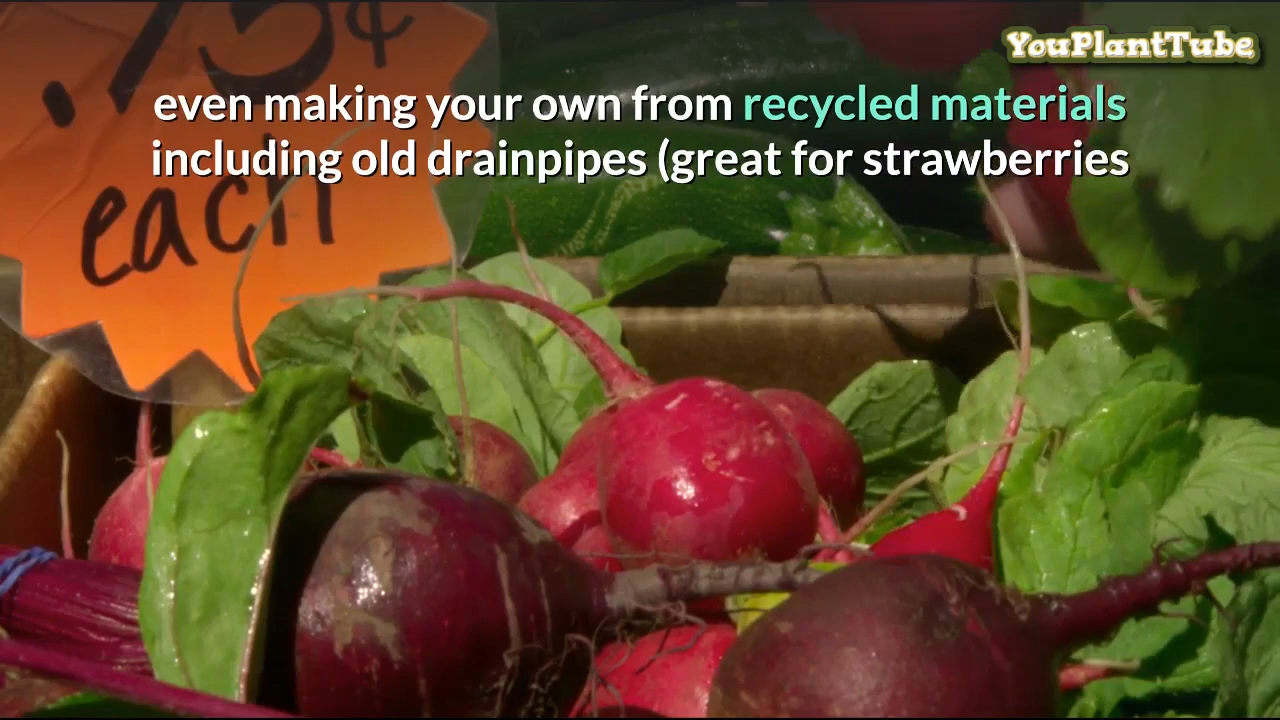 .75¢
each
YouPlantTube
even making your own from recycled materials
including old drainpipes (great for strawberries